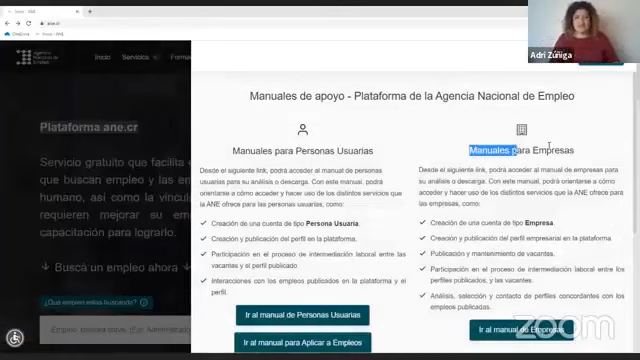 Inicio - ANE
ane.cr
OneDrive
Inicio - ANE
Agencia
Nacional de
Empleo
Inicio
Servicios
Adri Zúñiga
Plataforma ane.cr
Servicio gratuito que facilita
que buscan empleo y las
humano, así como la
requieren mejorar su
capacitación para lograrlo.
Buscá un empleo ahora
¿Qué empleo estás buscando?
Manuales de apoyo - Plataforma de la Agencia Nacional de Empleo
Manuales para Personas Usuarias
Desde el siguiente link, podrá acceder al manual de personas
usuarias para su análisis o descarga. Con este manual, podrá
orientarse a cómo acceder y hacer uso de los distintos servicios que
la ANE ofrece para las personas usuarias, como:
Creación de una cuenta de tipo Persona Usuaria.
Creación y publicación del perfil en la plataforma.
Participación en el proceso de intermediación laboral entre las
vacantes y el perfil publicado.
Interacciones con los empleos publicados en la plataforma y el
perfil.
Ir al manual de Personas Usuarias
Ir al manual para Aplicar a Empleos
Manuales para Empresas
Desde el siguiente link, podrá acceder al manual de empresas para
su análisis o descarga. Con este manual, podrá orientarse a cómo
acceder y hacer uso de los distintos servicios que la ANE ofrece para
las empresas, como:
Creación de una cuenta de tipo Empresa.
Creación y publicación del perfil empresarial en la plataforma.
Publicación y mantenimiento de vacantes.
Participación en el proceso de intermediación laboral entre los
perfiles publicados, y las vacantes.
Análisis, selección y contacto de perfiles concordantes con los
empleos publicados.
Ir al manual de Empresas
zoom